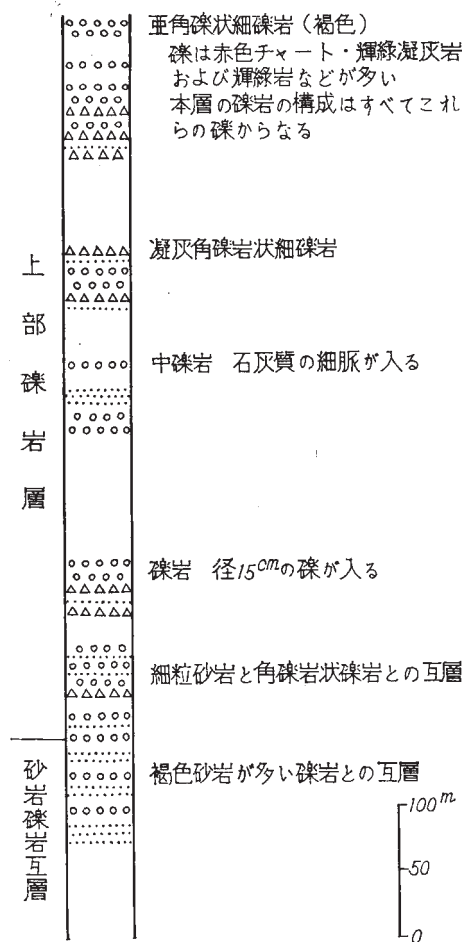 亜角礫状細礫岩(褐色)
礫は赤色チャート・輝緑凝灰岩
および輝緑岩などが多い
本層の礫岩の構成はすべてこれ
らの礫からなる
凝灰角礫岩状細礫岩
上部礫岩層
中礫岩 石灰質の細脈が入る
礫岩 径15cmの礫が入る
細粒砂岩と角礫岩状礫岩との互層
砂岩礫岩互層
褐色砂岩が多い礫岩との互層
100m
50
0